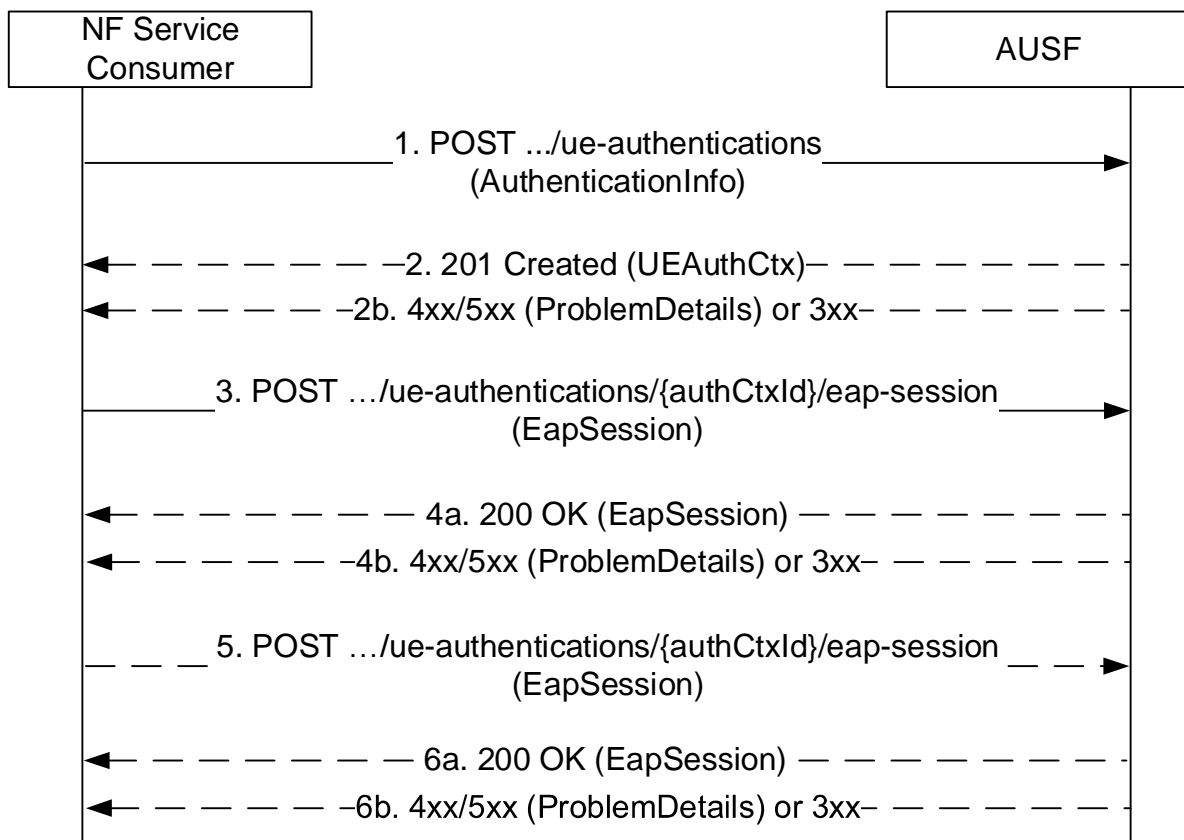 NF Service
Consumer
AUSF
1. POST .../ue-authentications
(AuthenticationInfo)
2. 201 Created (UEAuthCtx)
2b. 4xx/5xx (ProblemDetails) or 3xx
3. POST …/ue-authentications/{authCtxId}/eap-session
(EapSession)
4a. 200 OK (EapSession)
4b. 4xx/5xx (ProblemDetails) or 3xx
5. POST …/ue-authentications/{authCtxId}/eap-session
(EapSession)
6a. 200 OK (EapSession)
6b. 4xx/5xx (ProblemDetails) or 3xx